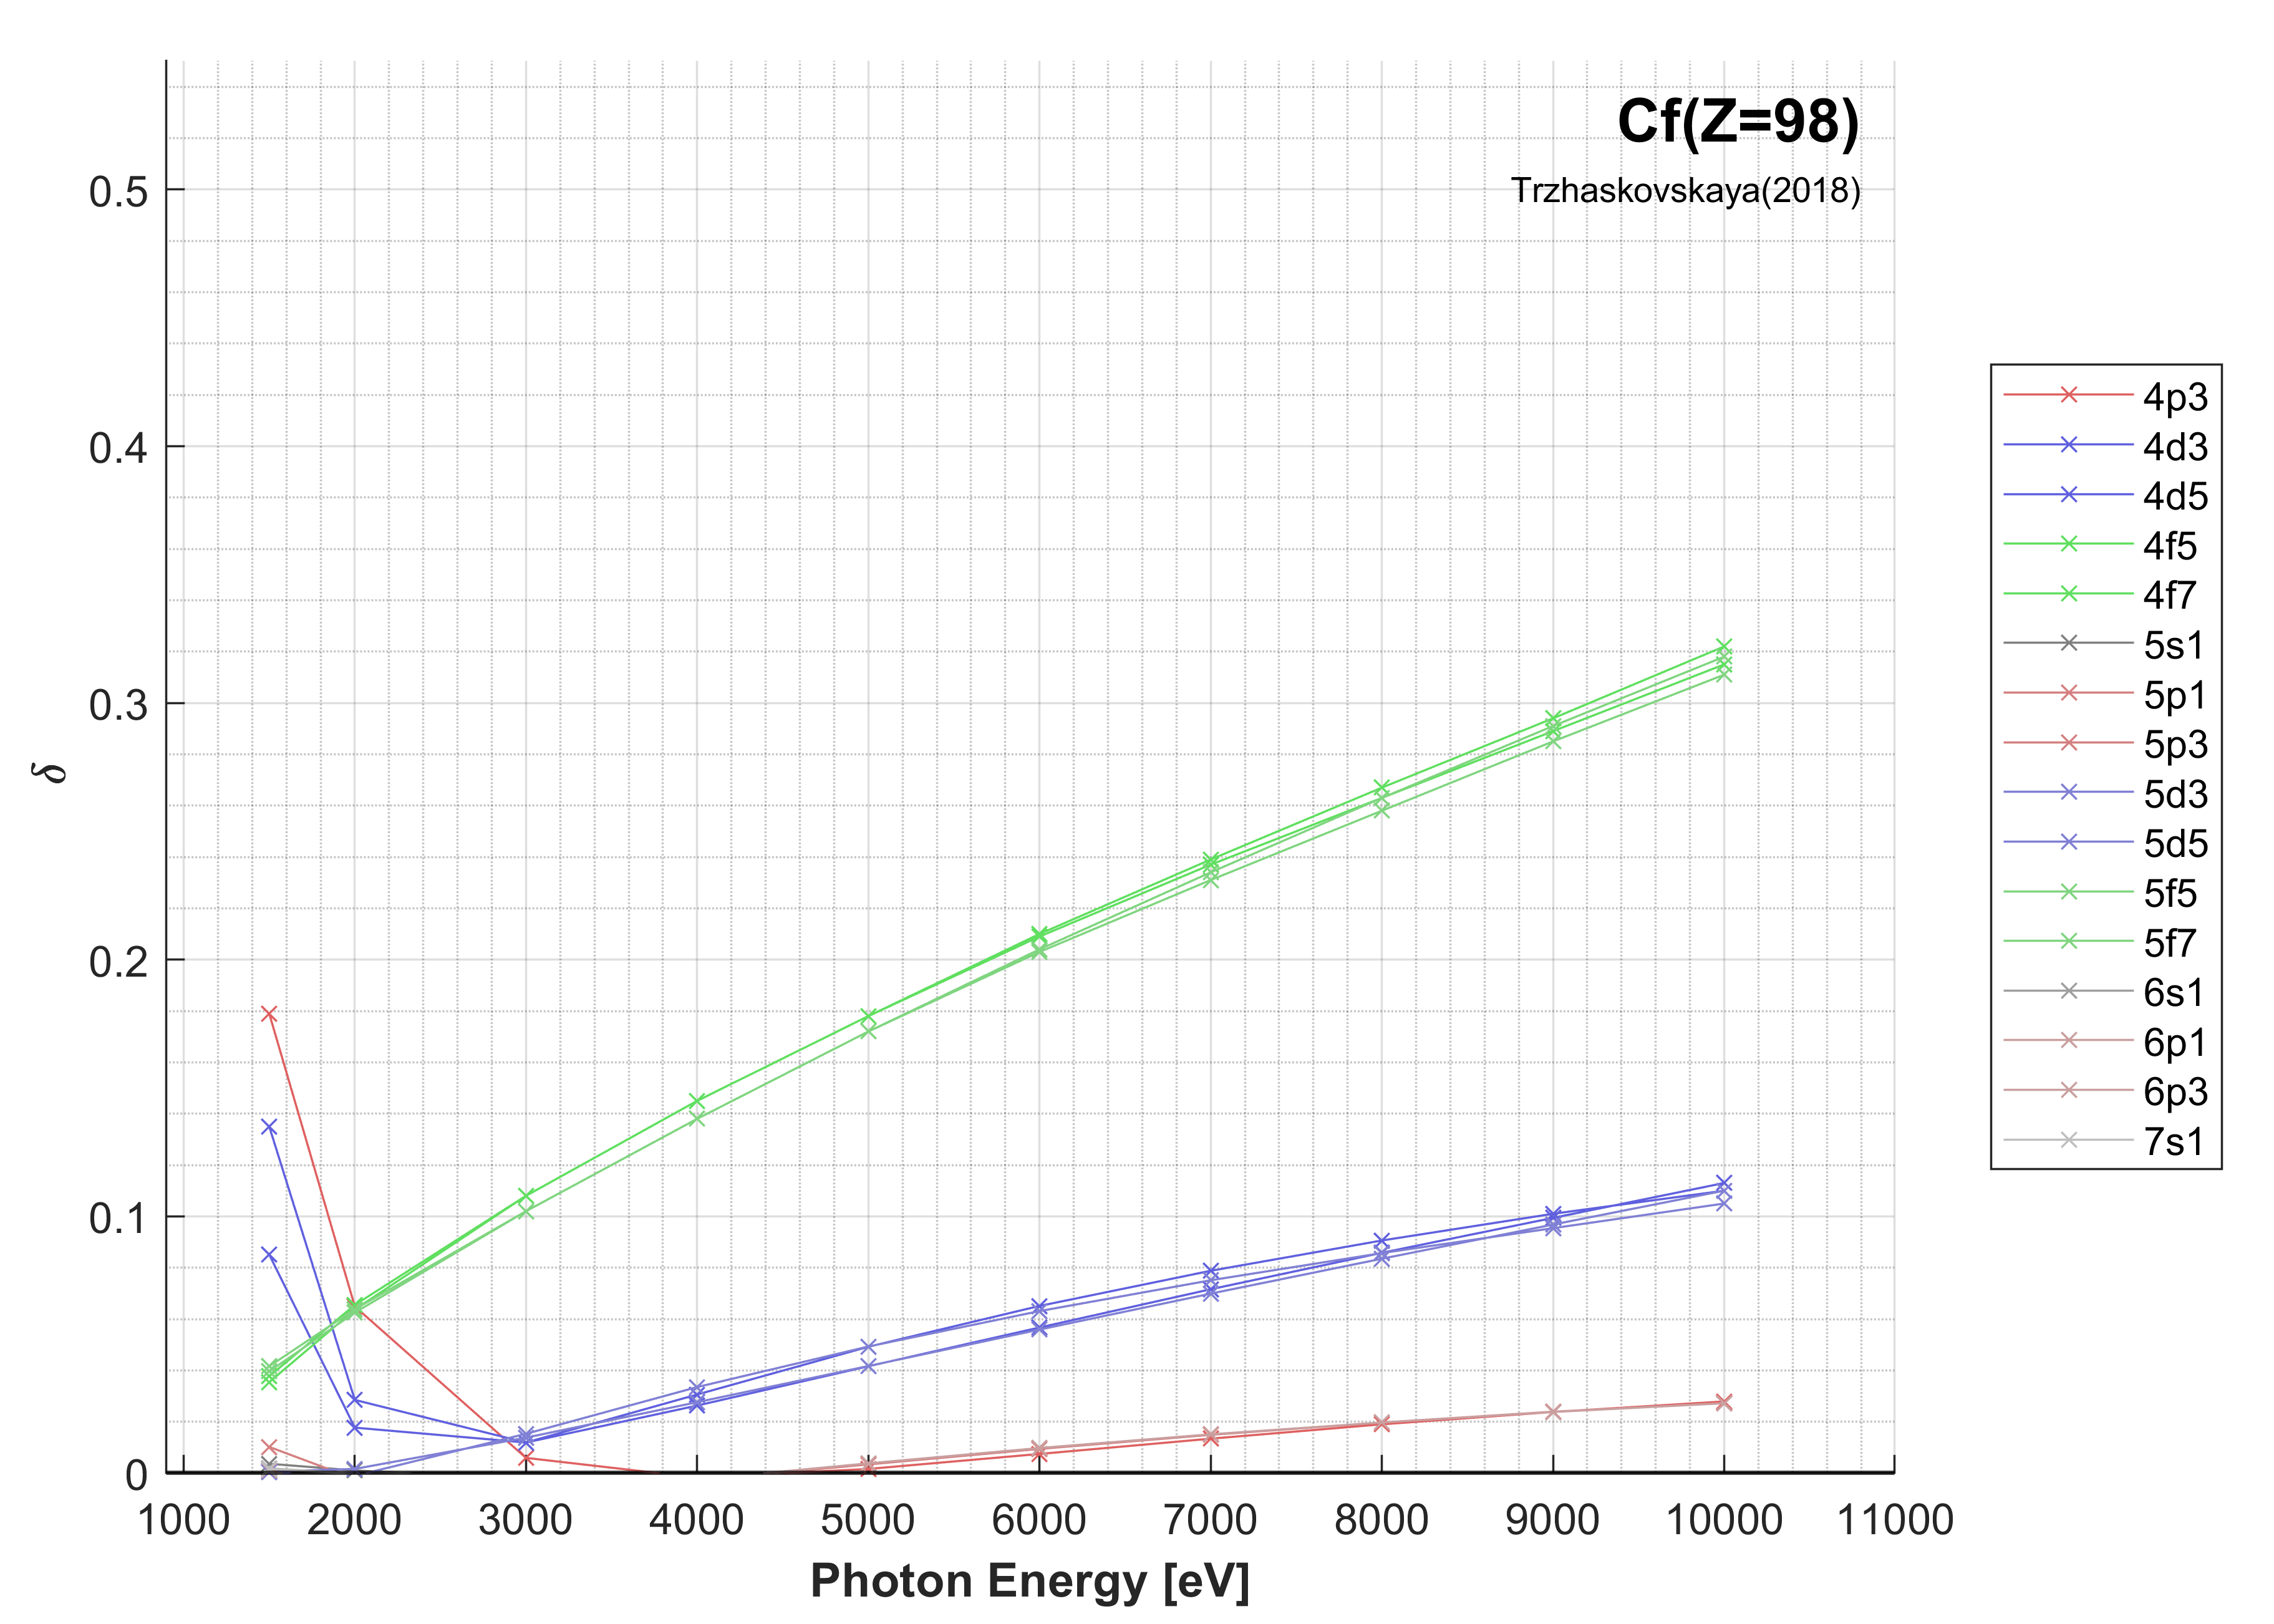 Cf(Z=98)
Trzhaskovskaya(2018)
0.5
0.4
0.3
0.2
0.1
0
δ
1000 2000 3000 4000 5000 6000 7000 8000 9000 10000 11000
Photon Energy [eV]
4p3
4d3
4d5
4f5
4f7
5s1
5p1
5p3
5d3
5d5
5f5
5f7
6s1
6p1
6p3
7s1